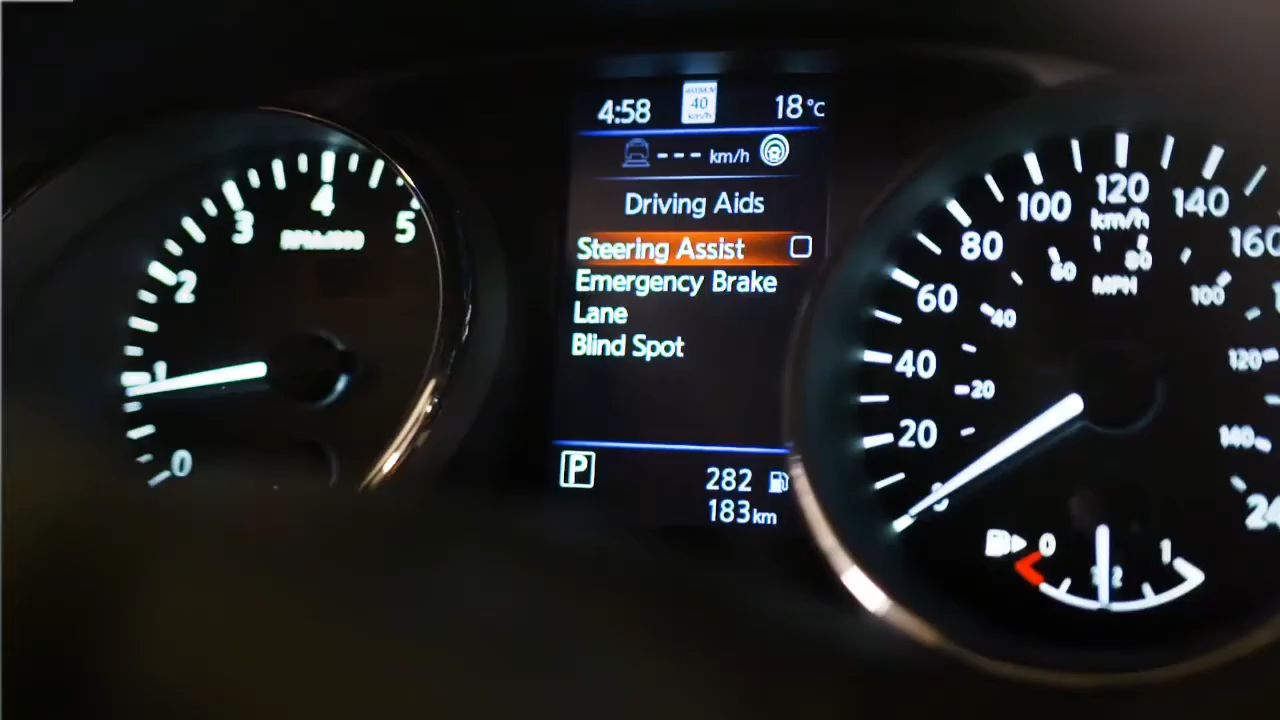 4:58
MAXIMUM
40
km/h
18°C
--- km/h
Driving Aids
Steering Assist
Emergency Brake
Lane
Blind Spot
P
282
183km
0
1
2
3
4
5
20
40
60
80
100
120
140
160
km/h
20
40
60
80
100
120
140
MPH
0
1